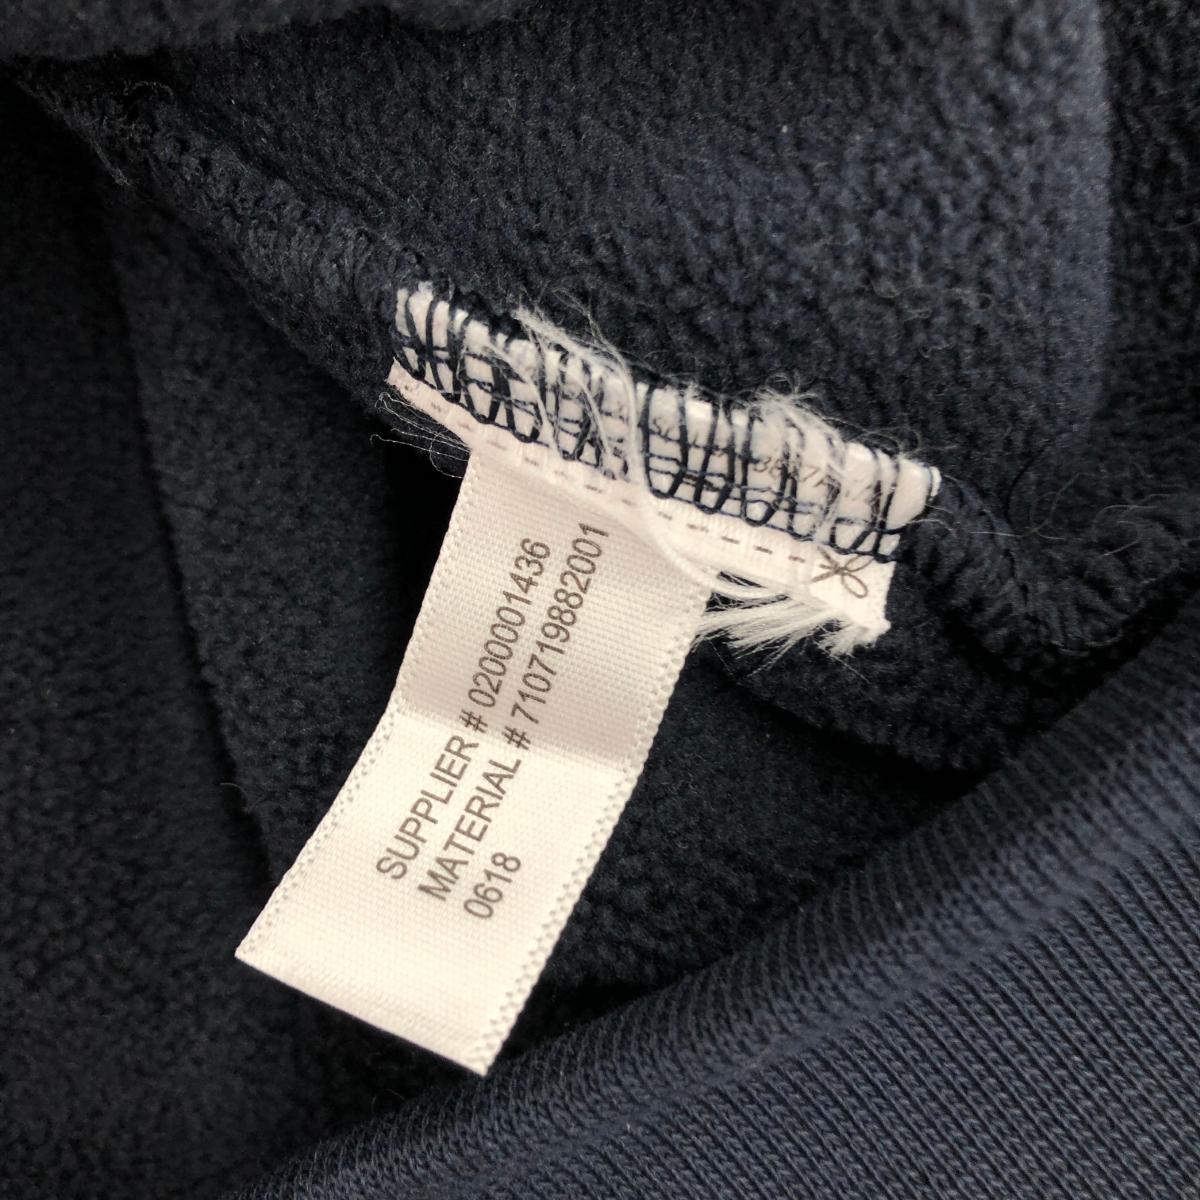 SUPPLIER # 0200001436
MATERIAL # 710719882001
0618